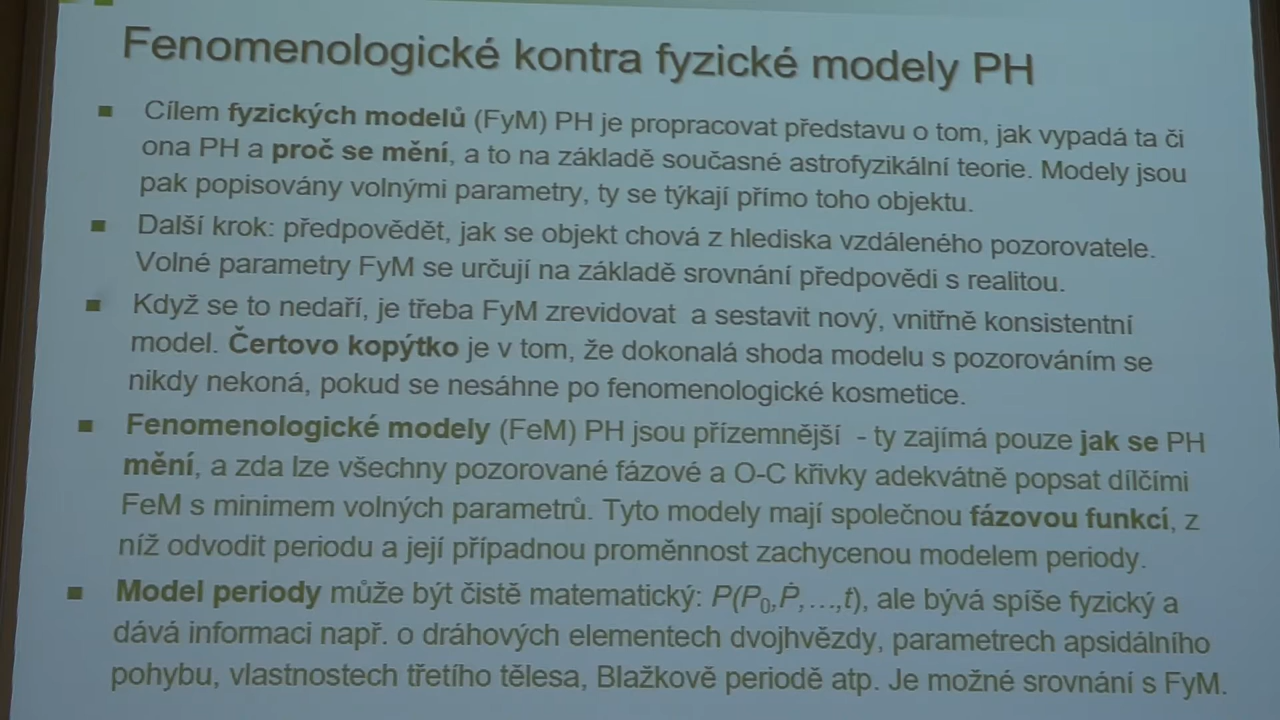 Fenomenologické kontra fyzické modely PH
Cílem fyzických modelů (FyM) PH je propracovat představu o tom, jak vypadá ta či
ona PH a proč se mění, a to na základě současné astrofyzikální teorie. Modely jsou
pak popisovány volnými parametry, ty se týkají přímo toho objektu.
Další krok: předpovědět, jak se objekt chová z hlediska vzdáleného pozorovatele.
Volné parametry FyM se určují na základě srovnání předpovědi s realitou.
Když se to nedaří, je třeba FyM zrevidovat a sestavit nový, vnitřně konsistentní
model. Čertovo kopýtko je v tom, že dokonalá shoda modelu s pozorováním se
nikdy nekoná, pokud se nesáhne po fenomenologické kosmetice.
Fenomenologické modely (FeM) PH jsou přízemnější - ty zajímá pouze jak se PH
mění, a zda lze všechny pozorované fázové a O-C křivky adekvátně popsat dílčími
FeM s minimem volných parametrů. Tyto modely mají společnou fázovou funkcí, z
níž odvodit periodu a její případnou proměnnost zachycenou modelem periody.
Model periody může být čistě matematický: P(P₀,Ṗ,…,t), ale bývá spíše fyzický a
dává informaci např. o dráhových elementech dvojhvězdy, parametrech apsidálního
pohybu, vlastnostech třetího tělesa, Blažkově periodě atp. Je možné srovnání s FyM.